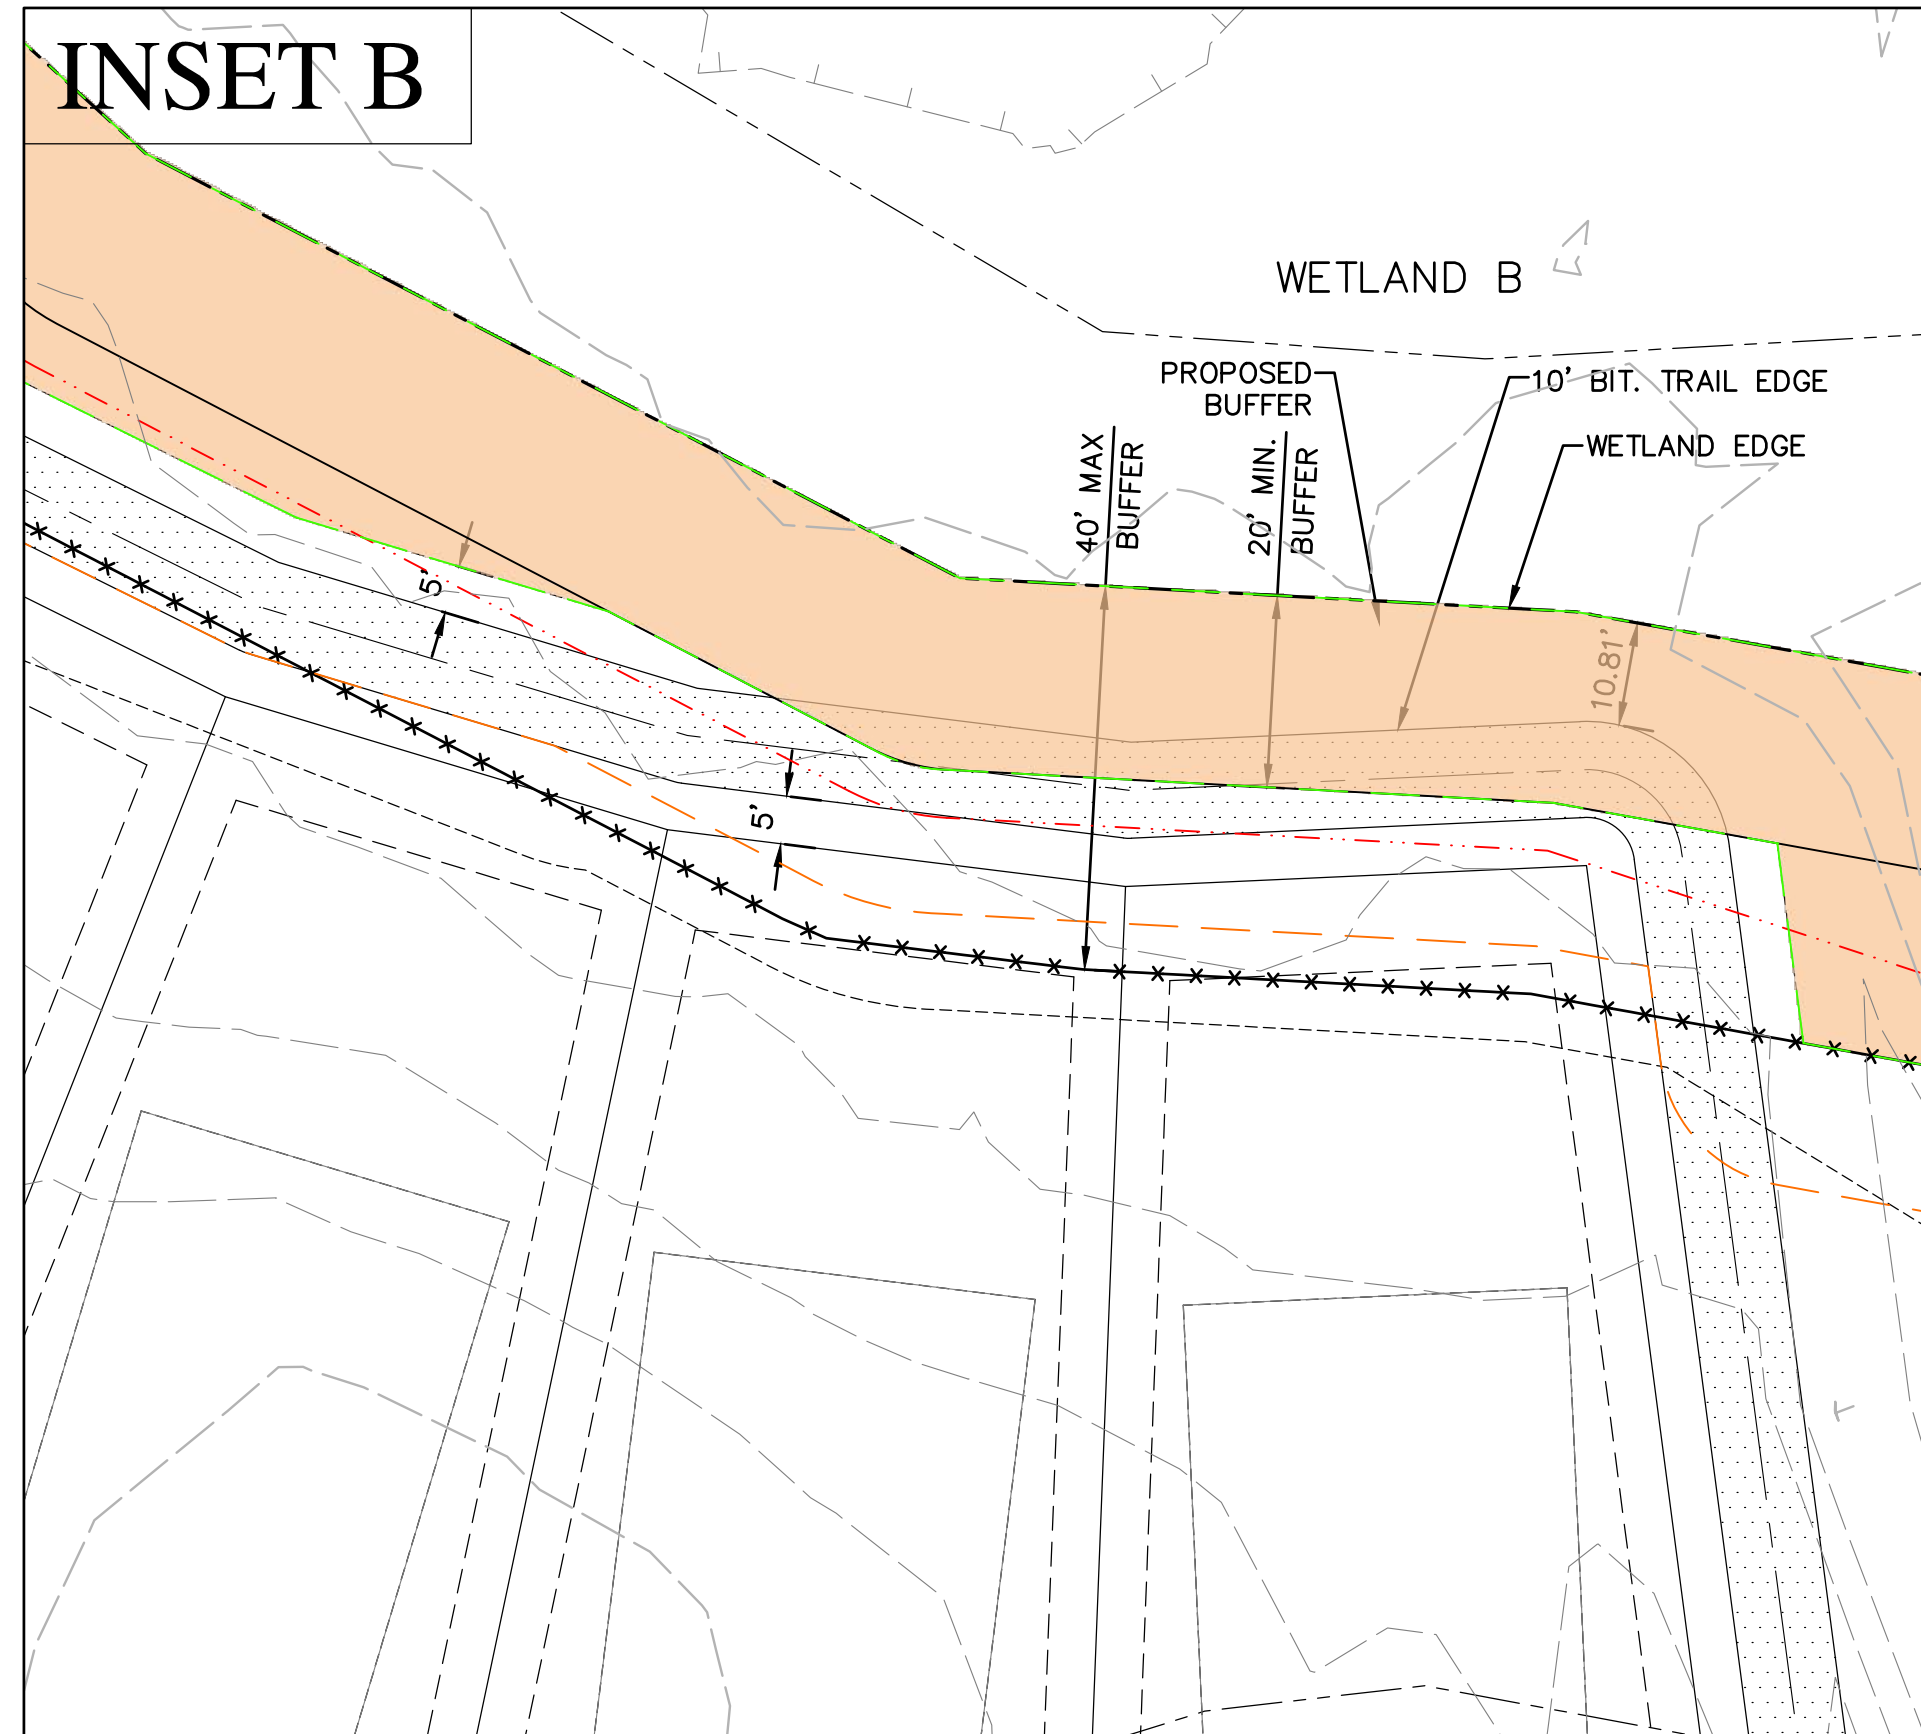 INSET B
WETLAND B
PROPOSED
BUFFER
10' BIT. TRAIL EDGE
WETLAND EDGE
40' MAX
BUFFER
20' MIN.
BUFFER
10.81'
5'
5'